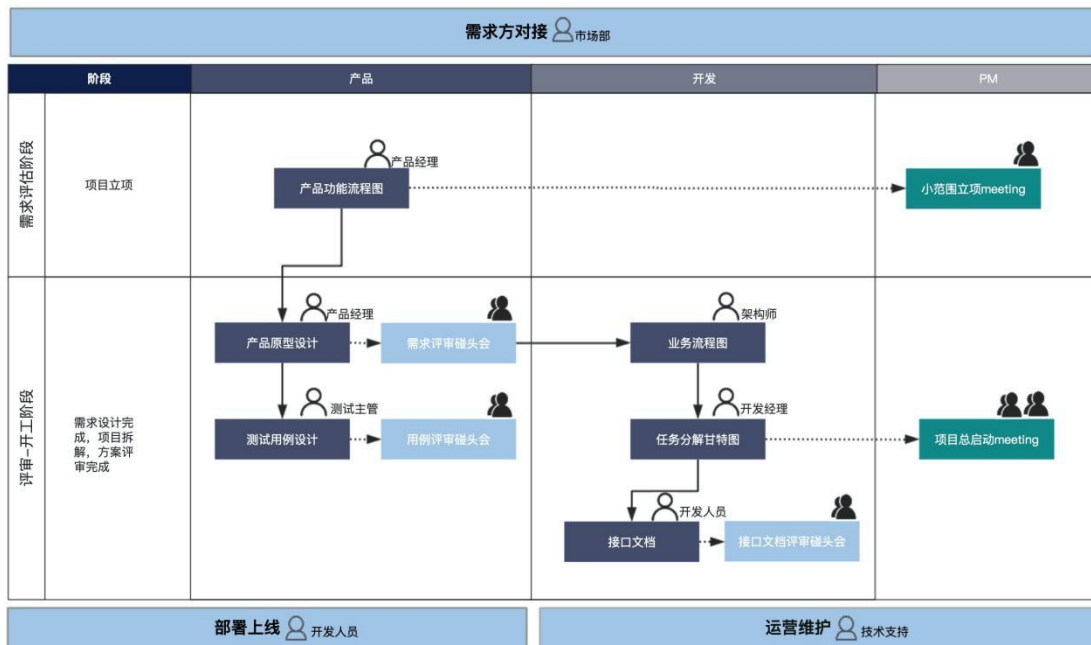 需求方对接 市场部
阶段 产品 开发 PM
需求评估阶段
项目立项
产品经理
产品功能流程图
小范围立项meeting
评审-开工阶段
需求设计完
成，项目拆
解，方案评
审完成
产品经理
产品原型设计
需求评审碰头会
架构师
业务流程图
测试主管
测试用例设计
用例评审碰头会
开发经理
任务分解甘特图
项目总启动meeting
开发人员
接口文档
接口文档评审碰头会
部署上线 开发人员
运营维护 技术支持